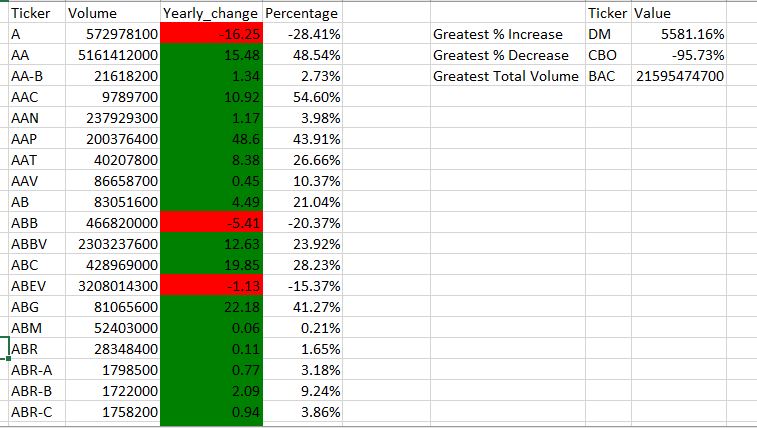 Ticker Volume Yearly_change Percentage Ticker Value
A 572978100 -16.25 -28.41% Greatest % Increase DM 5581.16%
AA 5161412000 15.48 48.54% Greatest % Decrease CBO -95.73%
AA-B 21618200 1.34 2.73% Greatest Total Volume BAC 21595474700
AAC 9789700 10.92 54.60%
AAN 237929300 1.17 3.98%
AAP 200376400 48.6 43.91%
AAT 40207800 8.38 26.66%
AAV 86658700 0.45 10.37%
AB 83051600 4.49 21.04%
ABB 466820000 -5.41 -20.37%
ABBV 2303237600 12.63 23.92%
ABC 428969000 19.85 28.23%
ABEV 3208014300 -1.13 -15.37%
ABG 81065600 22.18 41.27%
ABM 52403000 0.06 0.21%
ABR 28348400 0.11 1.65%
ABR-A 1798500 0.77 3.18%
ABR-B 1722000 2.09 9.24%
ABR-C 1758200 0.94 3.86%